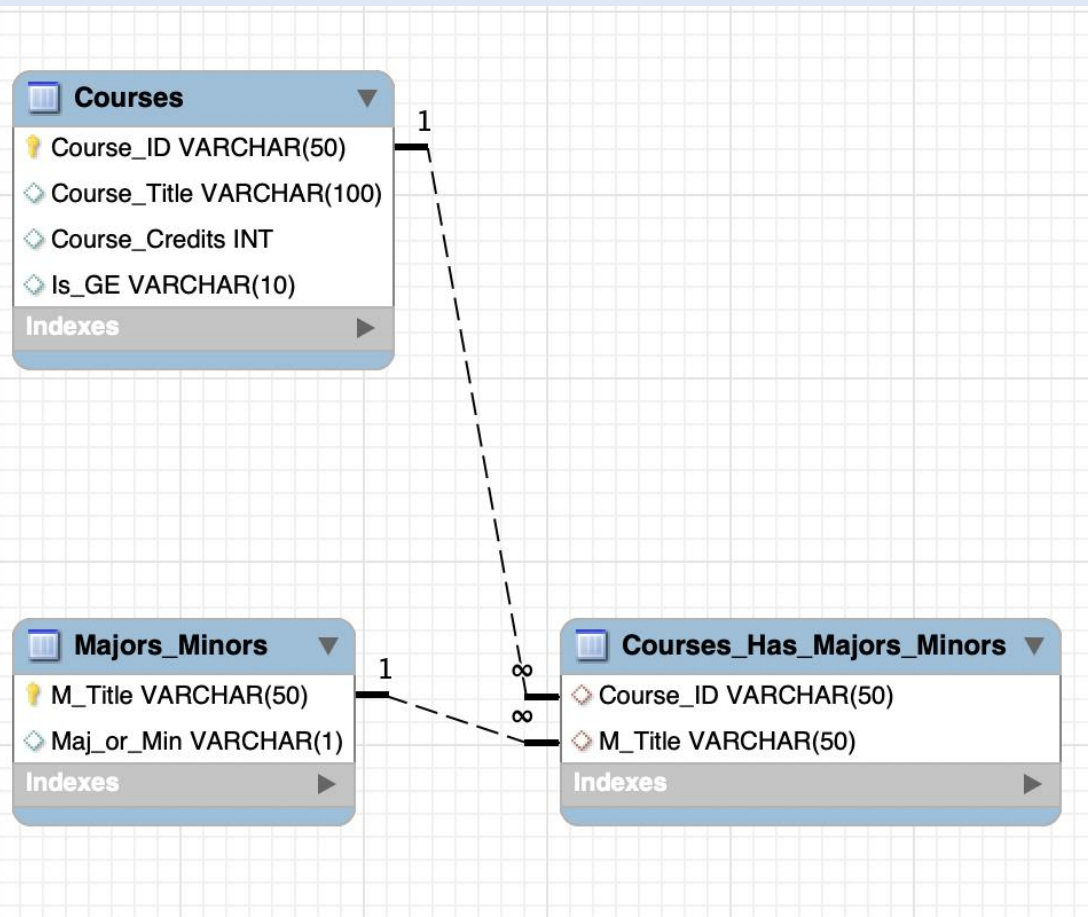 Courses
Course_ID VARCHAR(50)
Course_Title VARCHAR(100)
Course_Credits INT
Is_GE VARCHAR(10)
Indexes
1
Majors_Minors
M_Title VARCHAR(50)
Maj_or_Min VARCHAR(1)
Indexes
1
∞
∞
Courses_Has_Majors_Minors
Course_ID VARCHAR(50)
M_Title VARCHAR(50)
Indexes